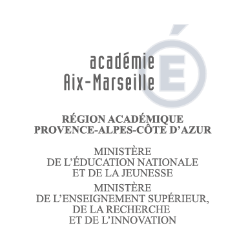 académie
Aix-Marseille
É
RÉGION ACADÉMIQUE
PROVENCE-ALPES-CÔTE D'AZUR
MINISTÈRE
DE L'ÉDUCATION NATIONALE
ET DE LA JEUNESSE
MINISTÈRE
DE L'ENSEIGNEMENT SUPÉRIEUR,
DE LA RECHERCHE
ET DE L'INNOVATION